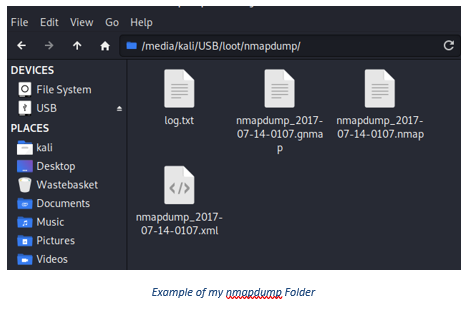 File Edit View Go Help
/media/kali/USB/loot/nmapdump/
DEVICES
File System
USB
PLACES
kali
Desktop
Wastebasket
Documents
Music
Pictures
Videos
log.txt
nmapdump_2017-
07-14-0107.gnma
p
nmapdump_2017-
07-14-0107.nmap
nmapdump_2017-
07-14-0107.xml
Example of my nmapdump Folder